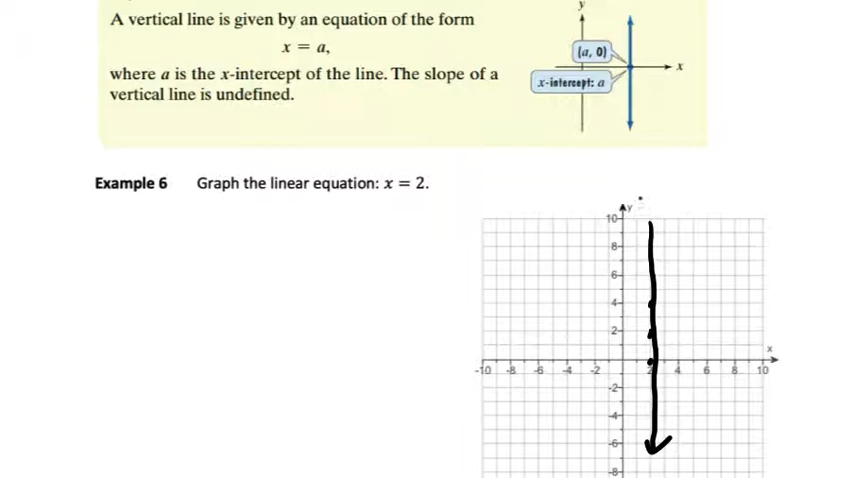 A vertical line is given by an equation of the form
x = a,
where a is the x-intercept of the line. The slope of a
vertical line is undefined.
y
(a, 0)
x
x-intercept: a
Example 6 Graph the linear equation: x = 2.
y
10
8
6
4
2
x
-10 -8 -6 -4 -2 2 4 6 8 10
-2
-4
-6
-8